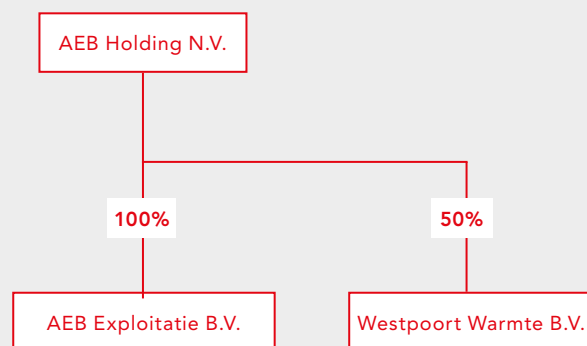 AEB Holding N.V.
100%
50%
AEB Exploitatie B.V.
Westpoort Warmte B.V.